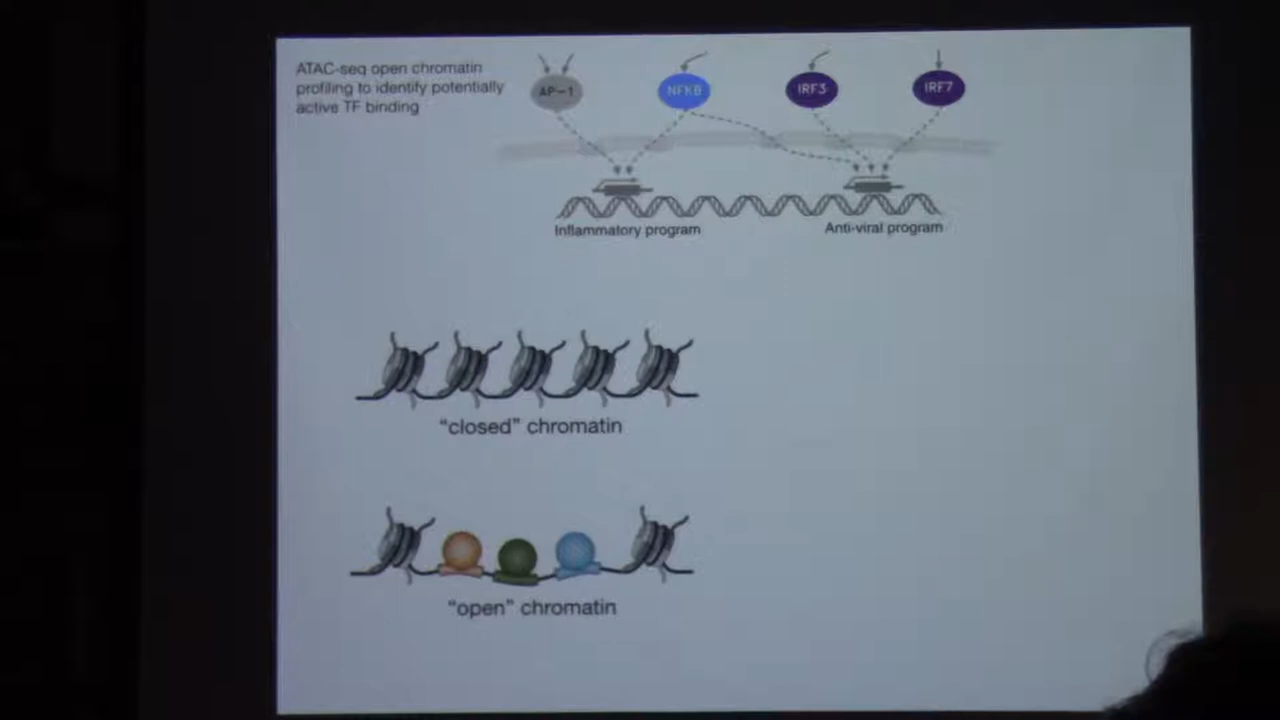 ATAC-seq open chromatin
profiling to identify potentially
active TF binding
AP-1
NFKB
IRF3
IRF7
Inflammatory program
Anti-viral program
“closed” chromatin
“open” chromatin